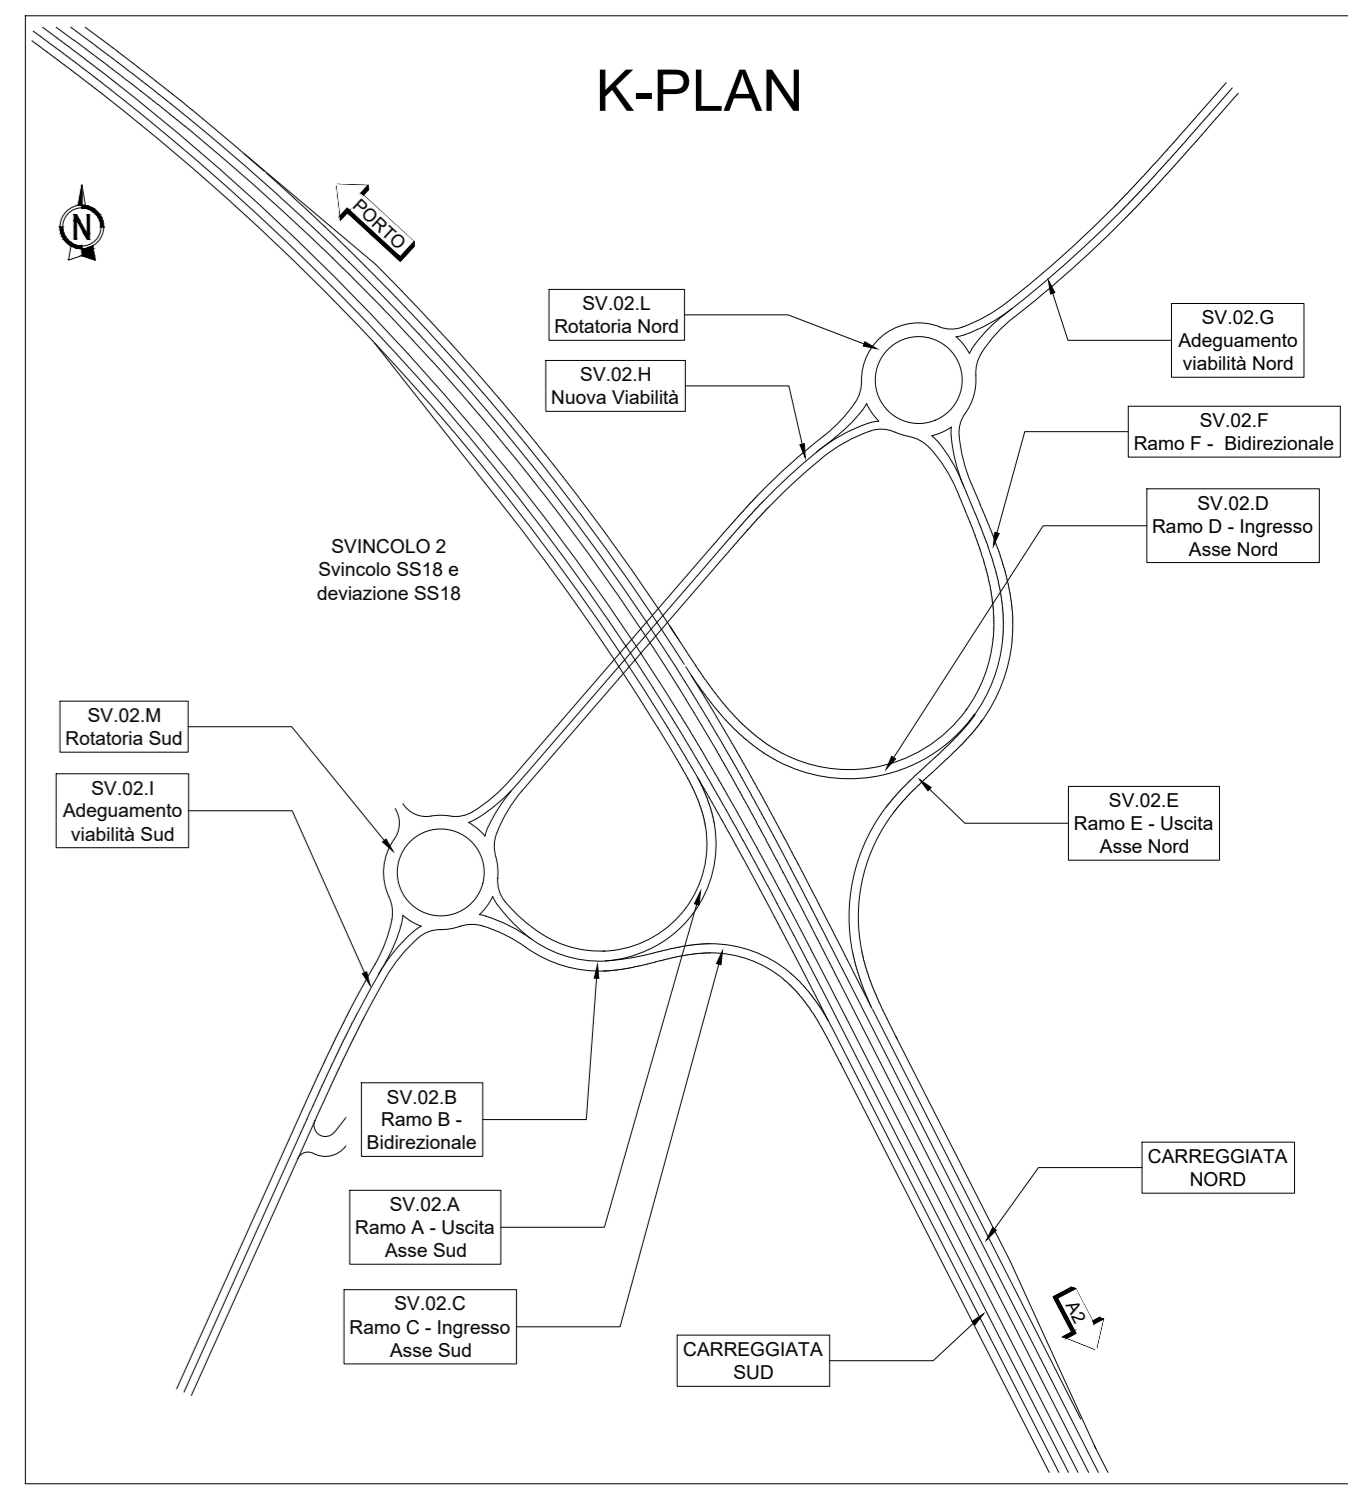 K-PLAN
N
PORTO
SV.02.L
Rotatoria Nord
SV.02.G
Adeguamento
viabilità Nord
SV.02.H
Nuova Viabilità
SV.02.F
Ramo F -  Bidirezionale
SV.02.D
Ramo D - Ingresso
Asse Nord
SVINCOLO 2
Svincolo SS18 e
deviazione SS18
SV.02.M
Rotatoria Sud
SV.02.I
Adeguamento
viabilità Sud
SV.02.E
Ramo E - Uscita
Asse Nord
SV.02.B
Ramo B -
Bidirezionale
CARREGGIATA
NORD
SV.02.A
Ramo A - Uscita
Asse Sud
SV.02.C
Ramo C - Ingresso
Asse Sud
A2
CARREGGIATA
SUD